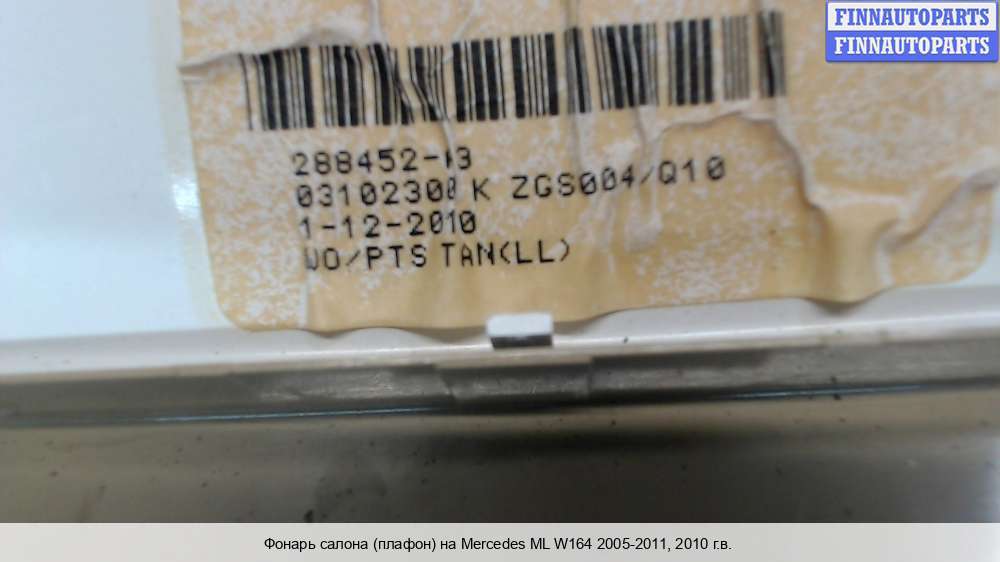 FINNAUTOPARTS
FINNAUTOPARTS
288452-13
03102300 K ZGS004/Q10
1-12-2010
WO/PTS TAN(LL)
Фонарь салона (плафон) на Mercedes ML W164 2005-2011, 2010 г.в.